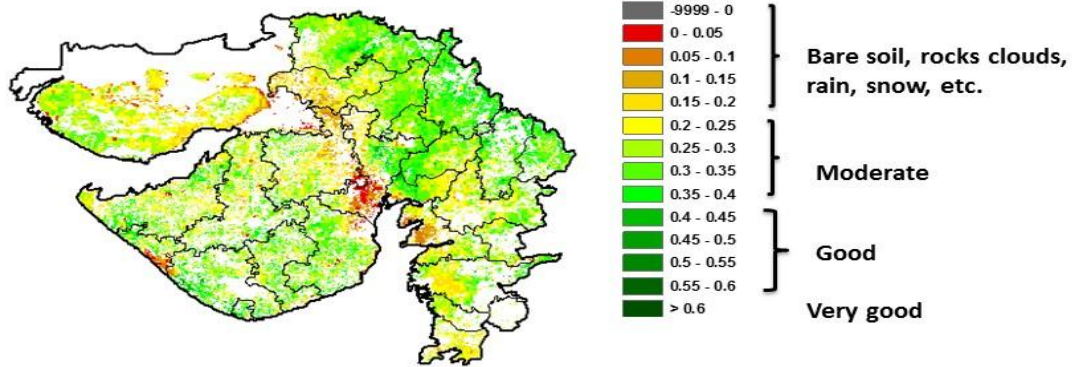 -9999 - 0
0 - 0.05
0.05 - 0.1
0.1 - 0.15
0.15 - 0.2
0.2 - 0.25
0.25 - 0.3
0.3 - 0.35
0.35 - 0.4
0.4 - 0.45
0.45 - 0.5
0.5 - 0.55
0.55 - 0.6
> 0.6
Bare soil, rocks clouds,
rain, snow, etc.
Moderate
Good
Very good